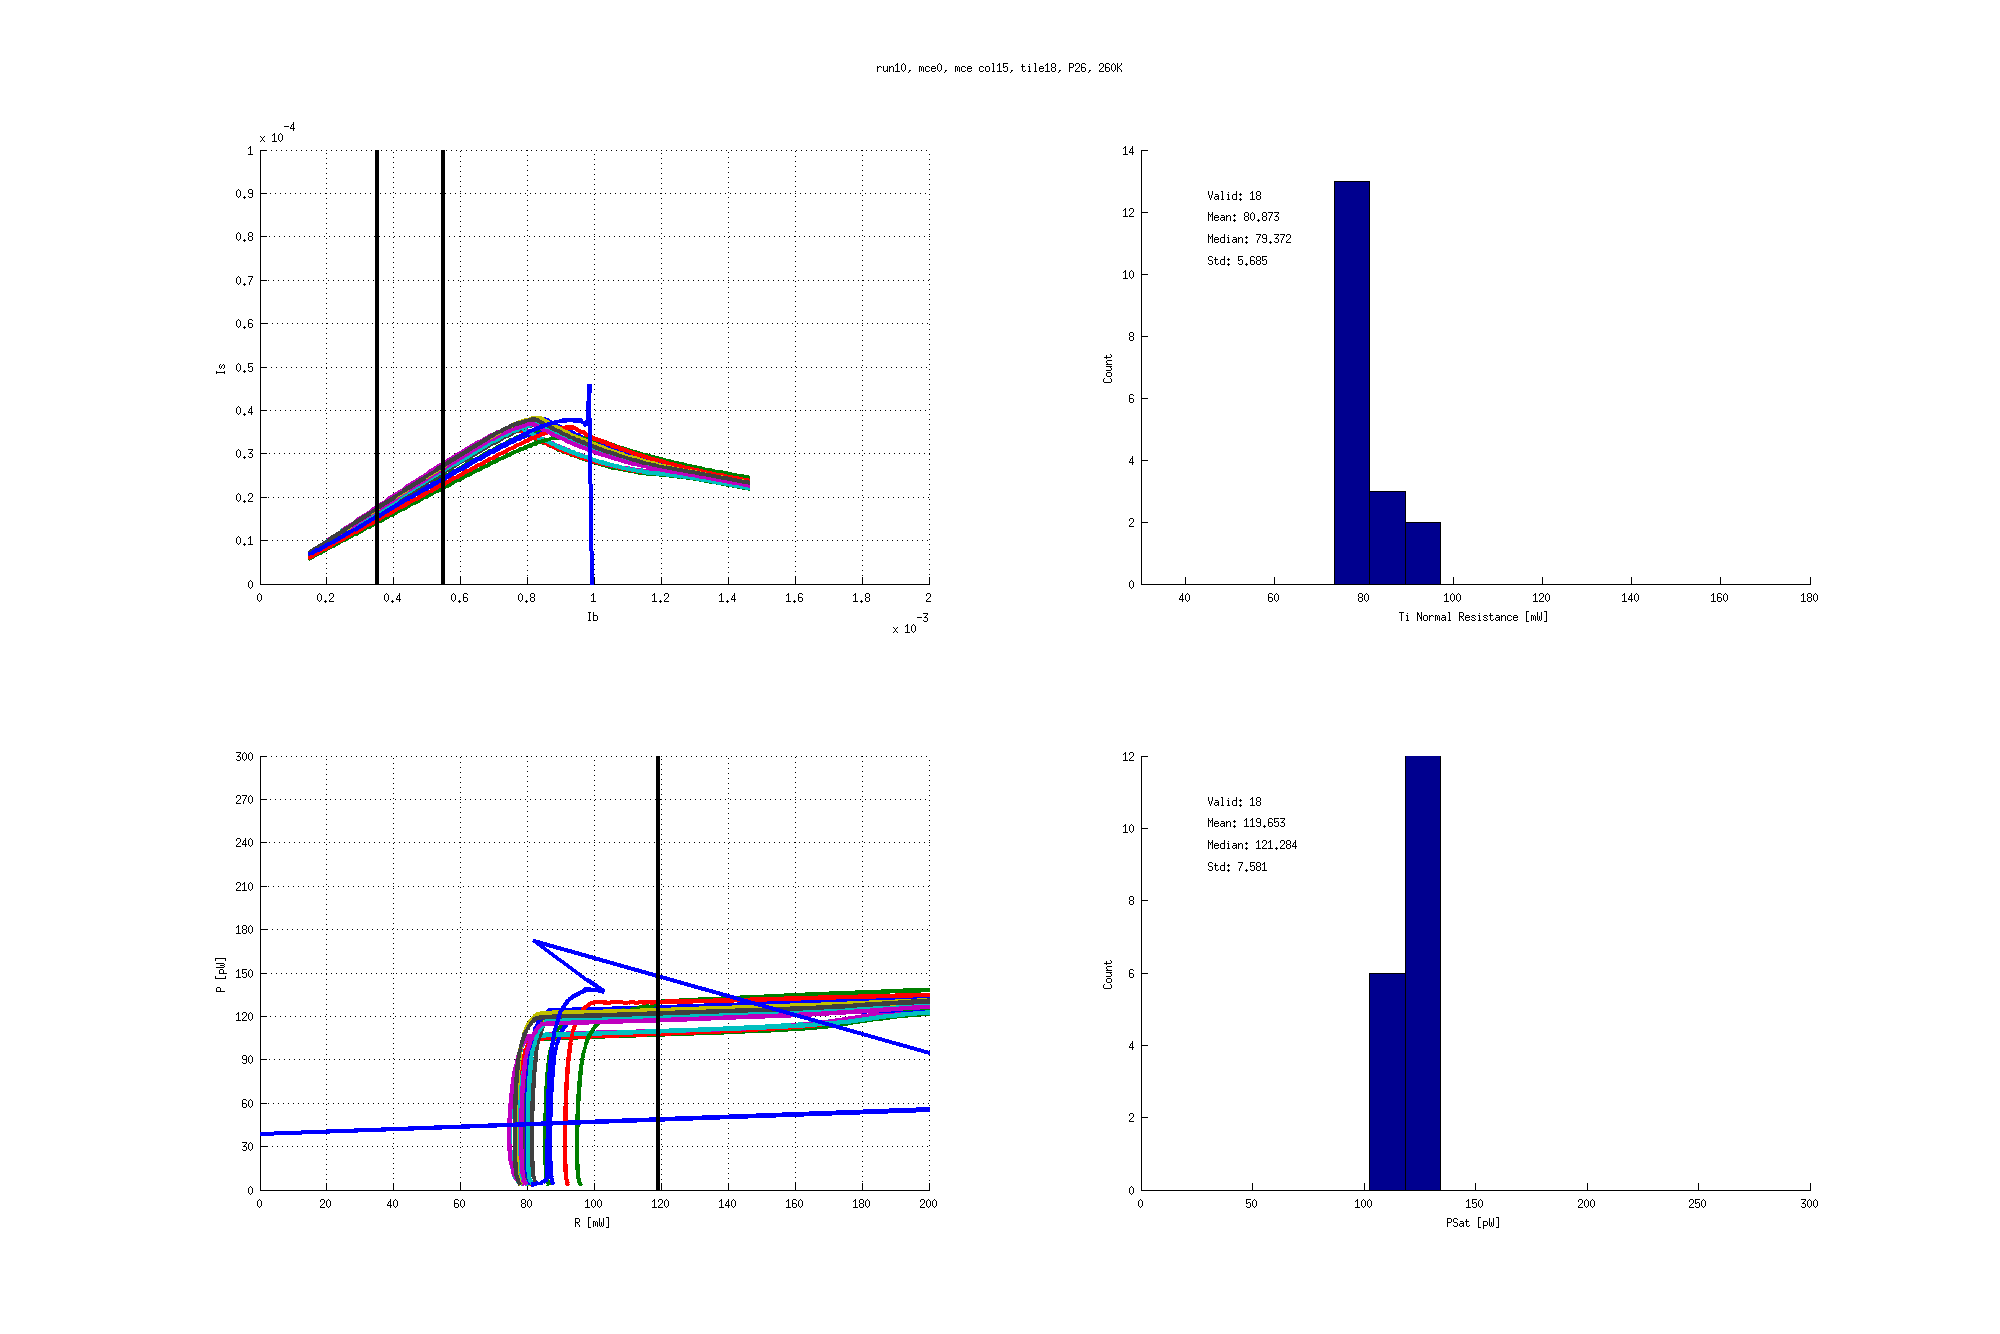 run10, mce0, mce col15, tile18, P26, 260K
x 10^-4
1
0.9
0.8
0.7
0.6
0.5
0.4
0.3
0.2
0.1
0
Is
0 0.2 0.4 0.6 0.8 1 1.2 1.4 1.6 1.8 2
Ib
x 10^-3
14
12
10
8
6
4
2
0
Count
Valid: 18
Mean: 80.873
Median: 79.372
Std: 5.685
40 60 80 100 120 140 160 180
Ti Normal Resistance [mW]
300
270
240
210
180
150
120
90
60
30
0
P [pW]
0 20 40 60 80 100 120 140 160 180 200
R [mW]
12
10
8
6
4
2
0
Count
Valid: 18
Mean: 119.653
Median: 121.284
Std: 7.581
0 50 100 150 200 250 300
PSat [pW]